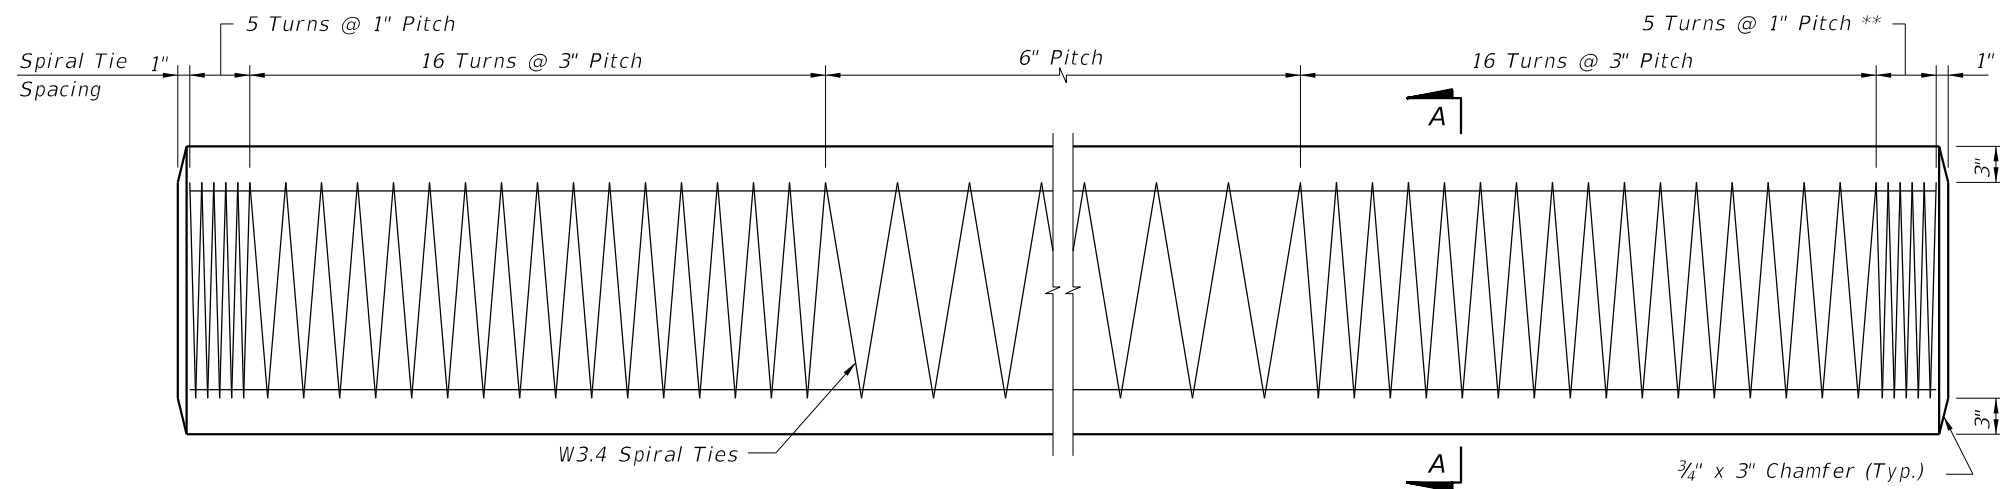 5 Turns @ 1" Pitch
5 Turns @ 1" Pitch **
Spiral Tie
Spacing
1"
16 Turns @ 3" Pitch
6" Pitch
16 Turns @ 3" Pitch
1"
A
3"
3"
W3.4 Spiral Ties
A
¾" x 3" Chamfer (Typ.)